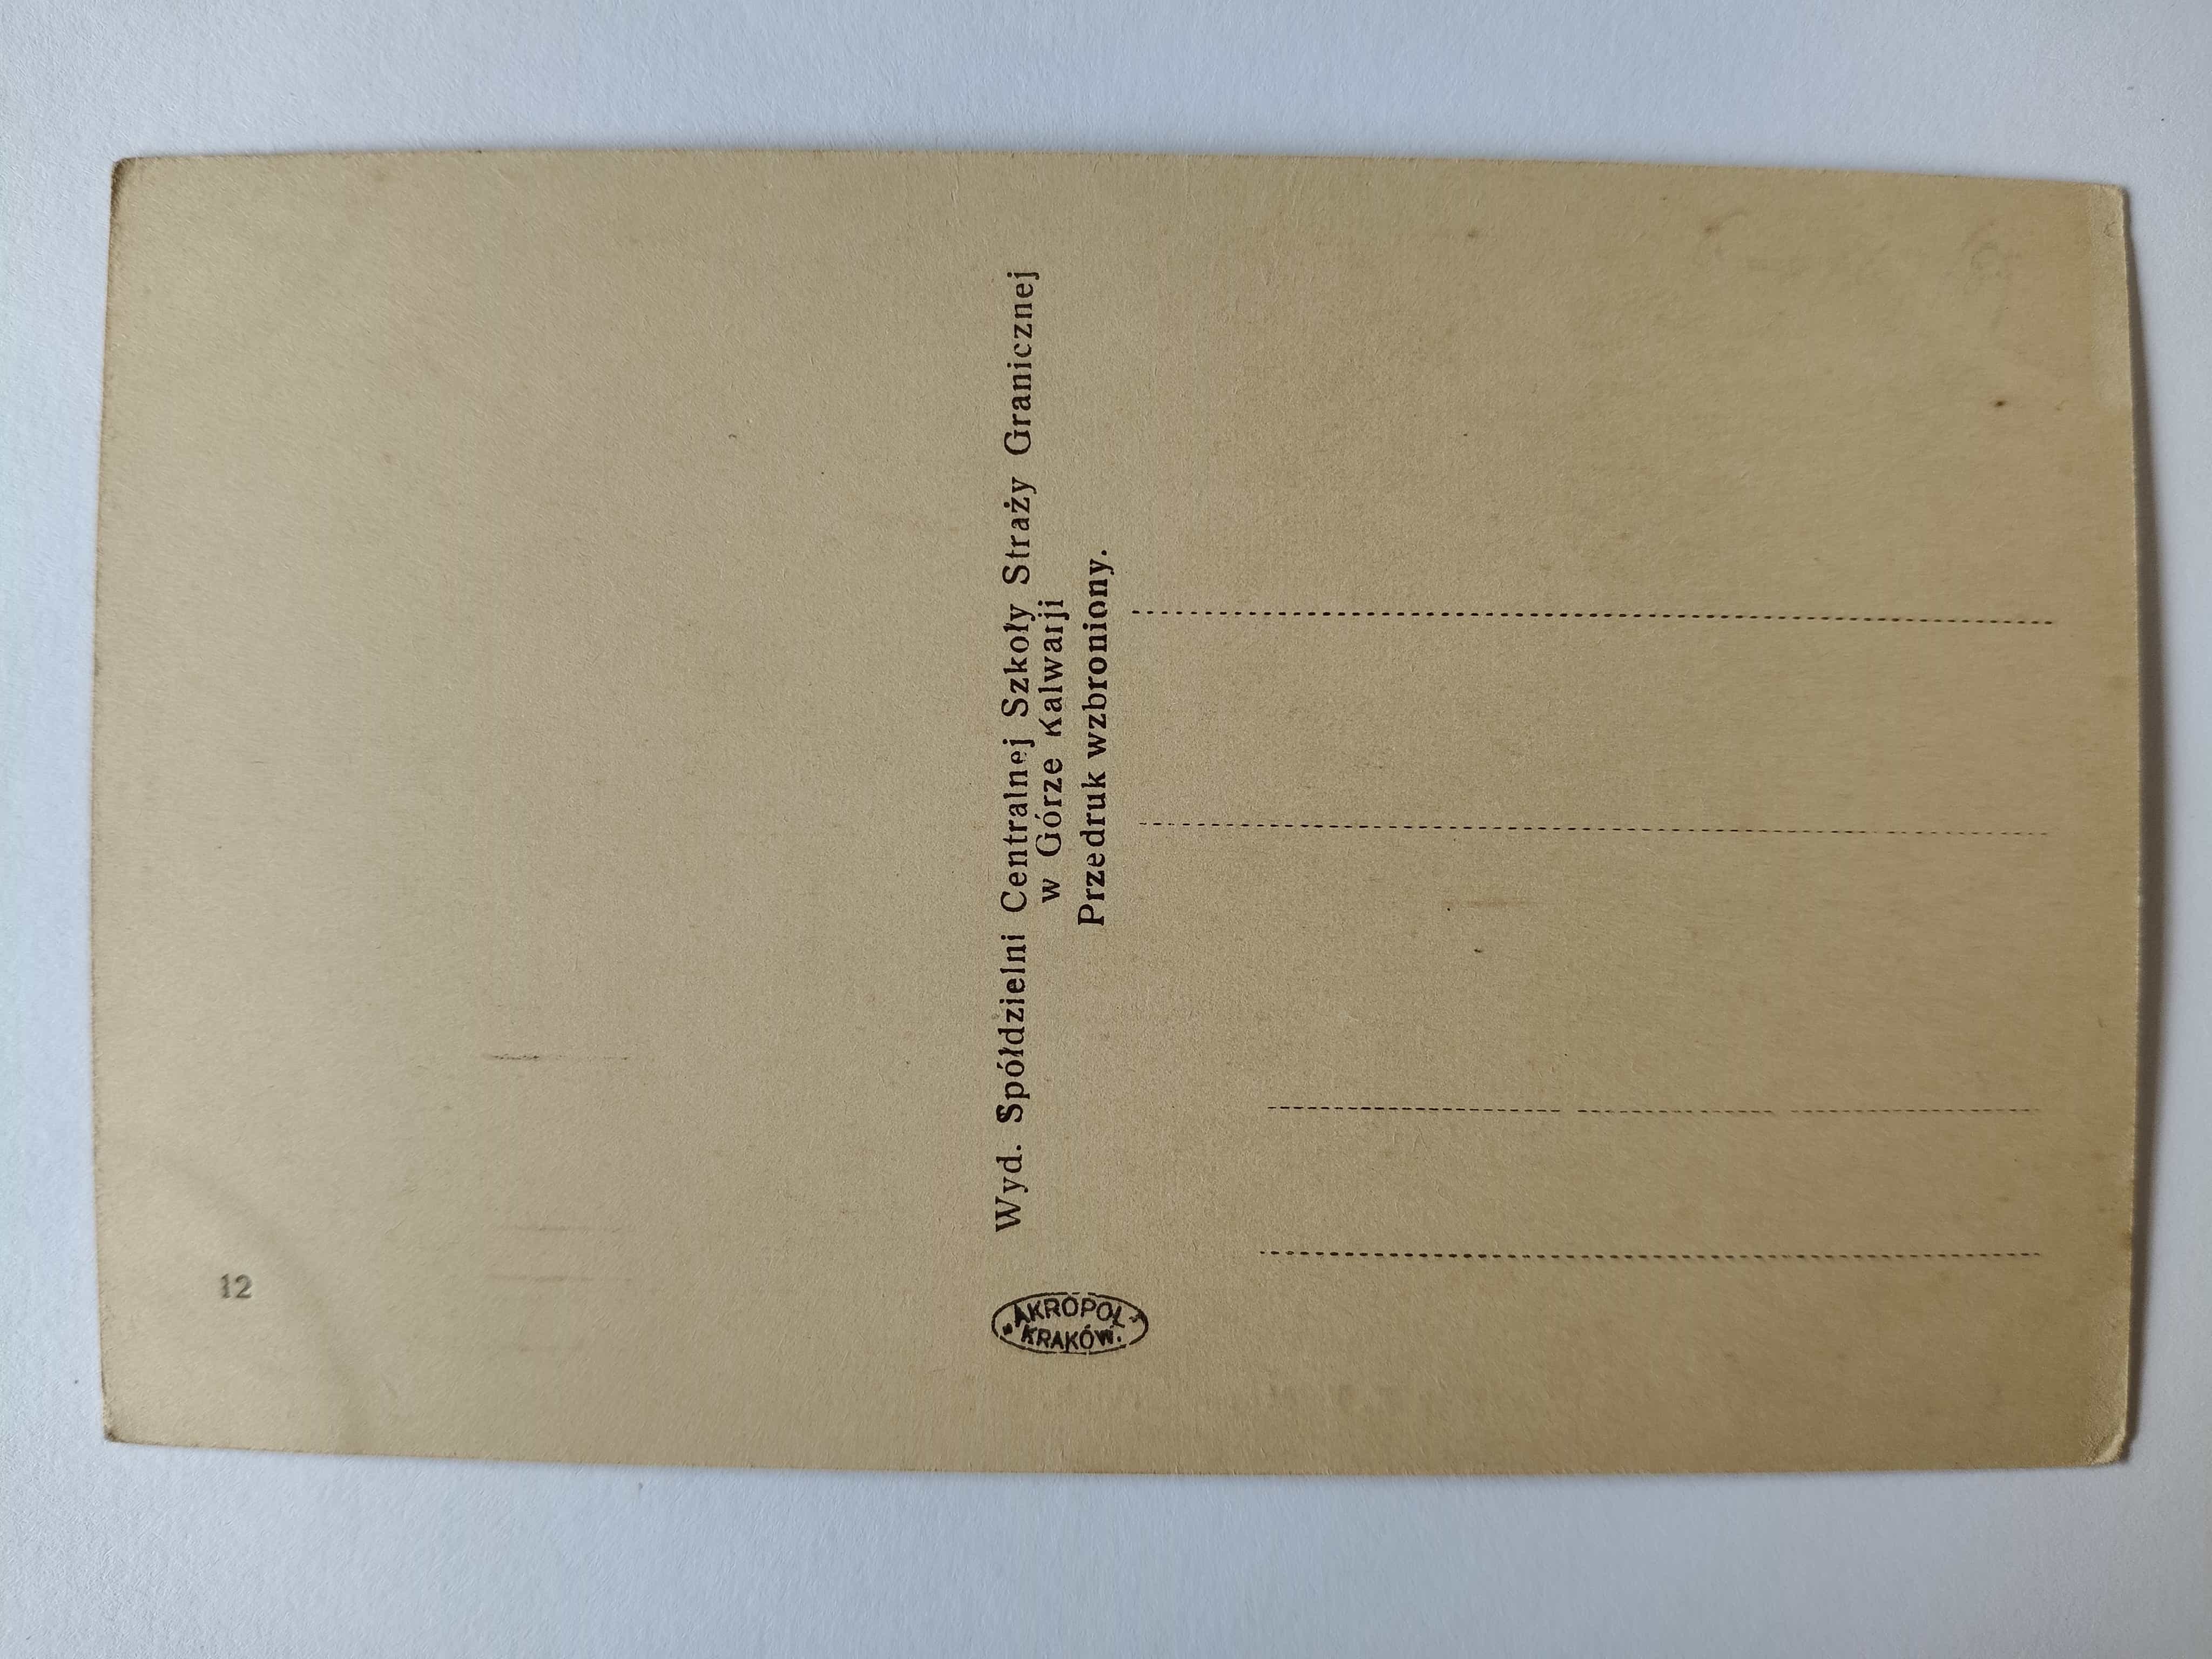 12
Wyd. Spółdzielni Centralnej Szkoły Straży Granicznej
w Górze Kalwarji
Przedruk wzbroniony.
"AKROPOL"
KRAKÓW.